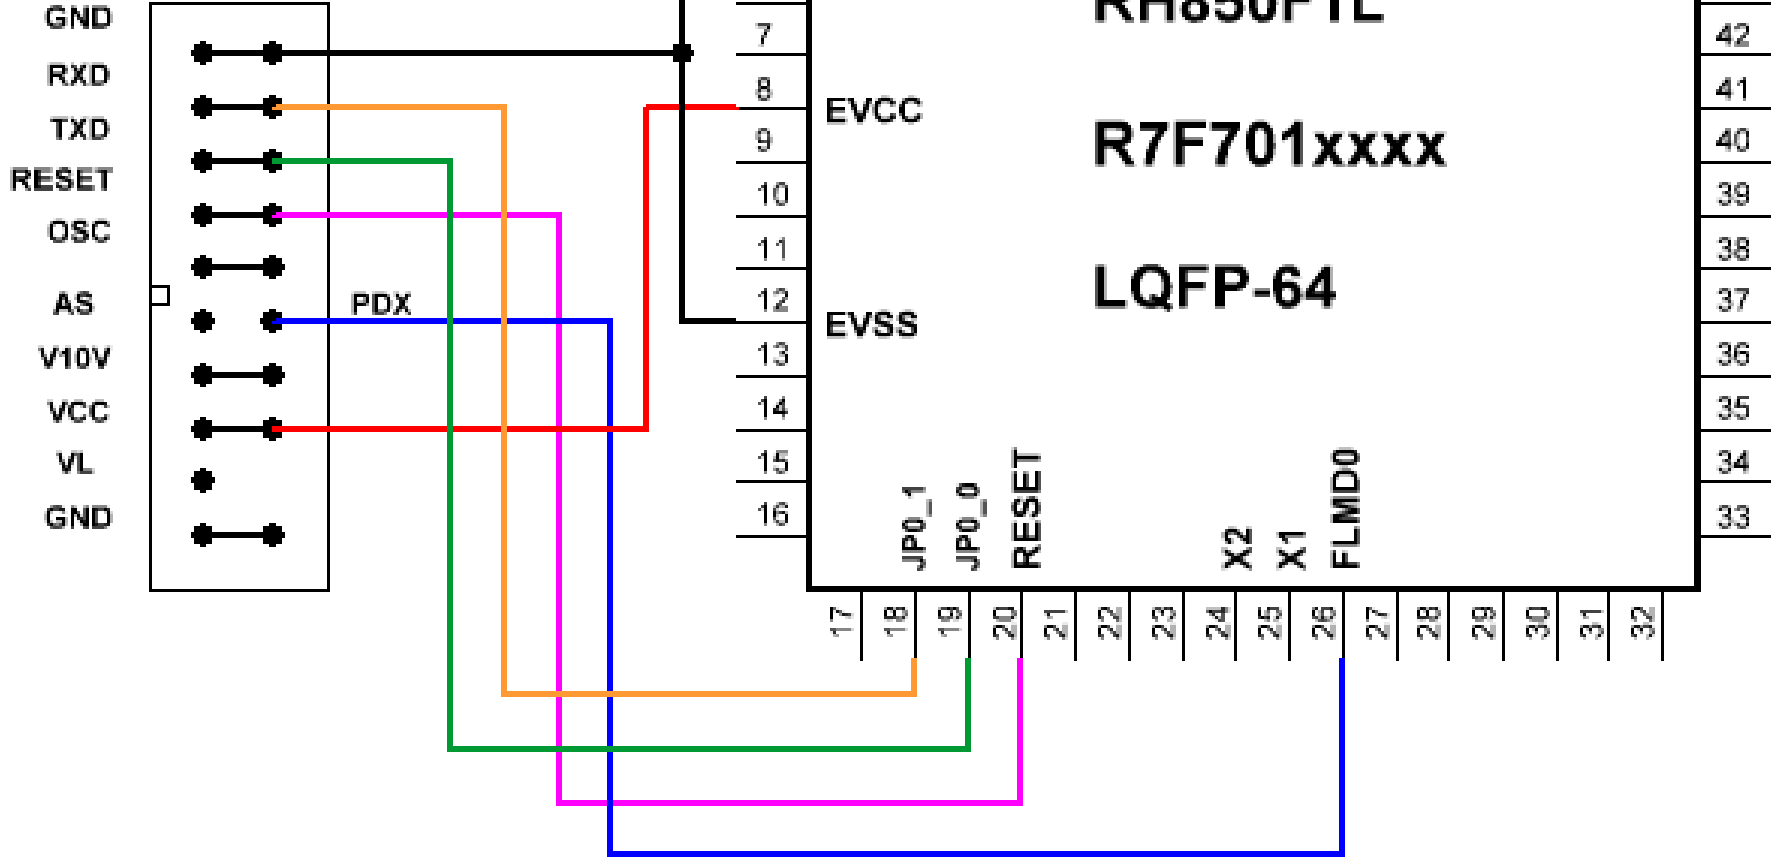 GND
RXD
TXD
RESET
OSC
AS
V10V
VCC
VL
GND
PDX
7
8
9
10
11
12
13
14
15
16
EVCC
EVSS
RH850F1L
R7F701xxxx
LQFP-64
42
41
40
39
38
37
36
35
34
33
JP0_1
JP0_0
RESET
X2
X1
FLMD0
17
18
19
20
21
22
23
24
25
26
27
28
29
30
31
32